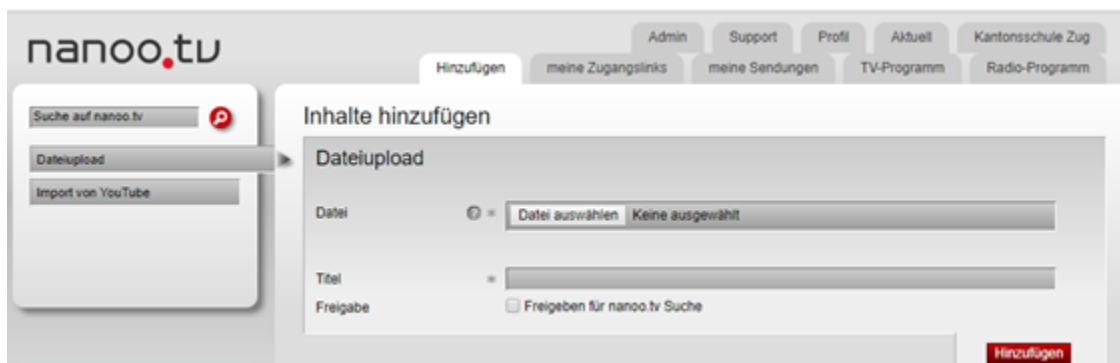 nanoo.tv
Admin Support Profil Aktuell Kantonsschule Zug
Hinzufügen meine Zugangslinks meine Sendungen TV-Programm Radio-Programm
Suche auf nanoo.tv
Dateiupload
Import von YouTube
Inhalte hinzufügen
Dateiupload
Datei ? * Datei auswählen Keine ausgewählt
Titel *
Freigabe Freigeben für nanoo.tv Suche
Hinzufügen